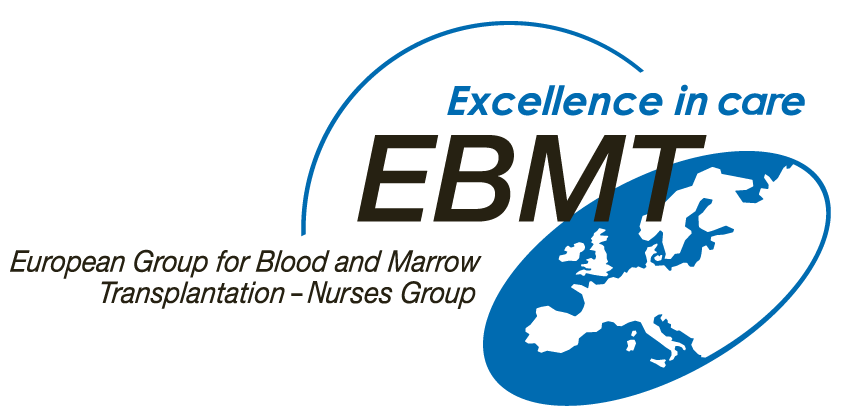 Excellence in care
EBMT
European Group for Blood and Marrow
Transplantation – Nurses Group